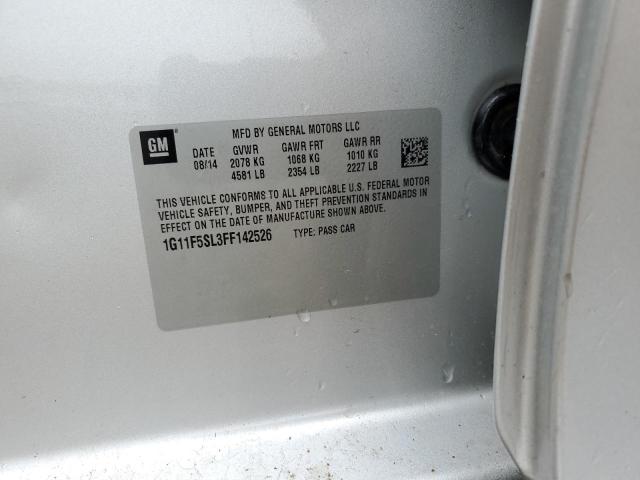 GM
MFD BY GENERAL MOTORS LLC
DATE GVWR GAWR FRT GAWR RR
08/14 2078 KG 1068 KG 1010 KG
4581 LB 2354 LB 2227 LB
THIS VEHICLE CONFORMS TO ALL APPLICABLE U.S. FEDERAL MOTOR
VEHICLE SAFETY, BUMPER, AND THEFT PREVENTION STANDARDS IN
EFFECT ON THE DATE OF MANUFACTURE SHOWN ABOVE.
1G11F5SL3FF142526 TYPE: PASS CAR